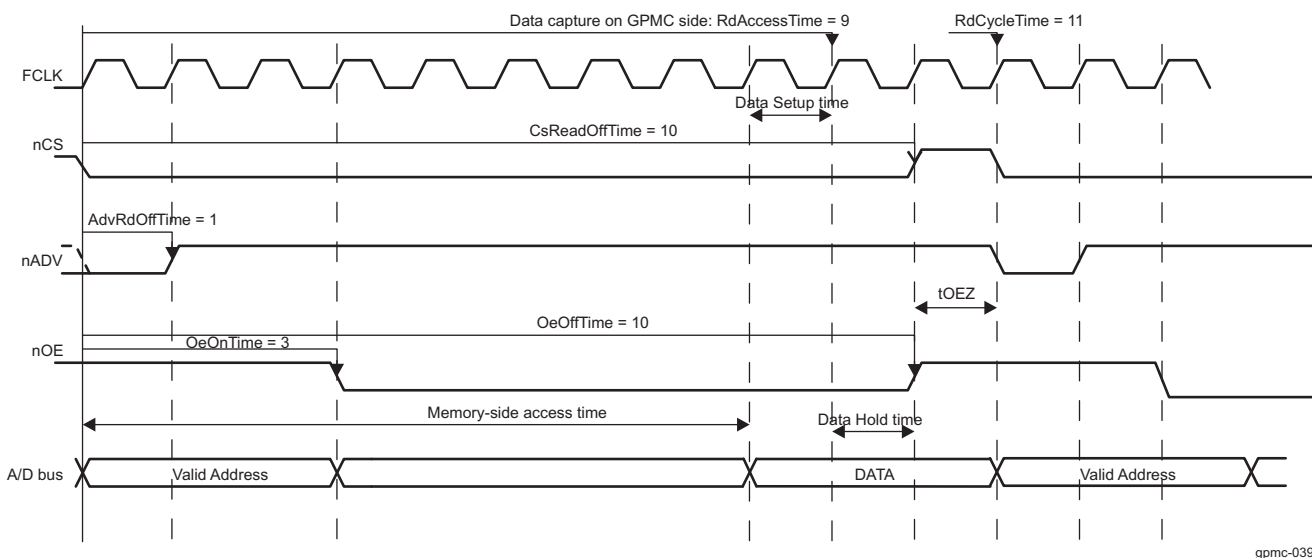 Data capture on GPMC side: RdAccessTime = 9
RdCycleTime = 11
FCLK
Data Setup time
CsReadOffTime = 10
nCS
AdvRdOffTime = 1
nADV
tOEZ
OeOffTime = 10
OeOnTime = 3
nOE
Memory-side access time
Data Hold time
A/D bus
Valid Address
DATA
Valid Address
gpmc-039